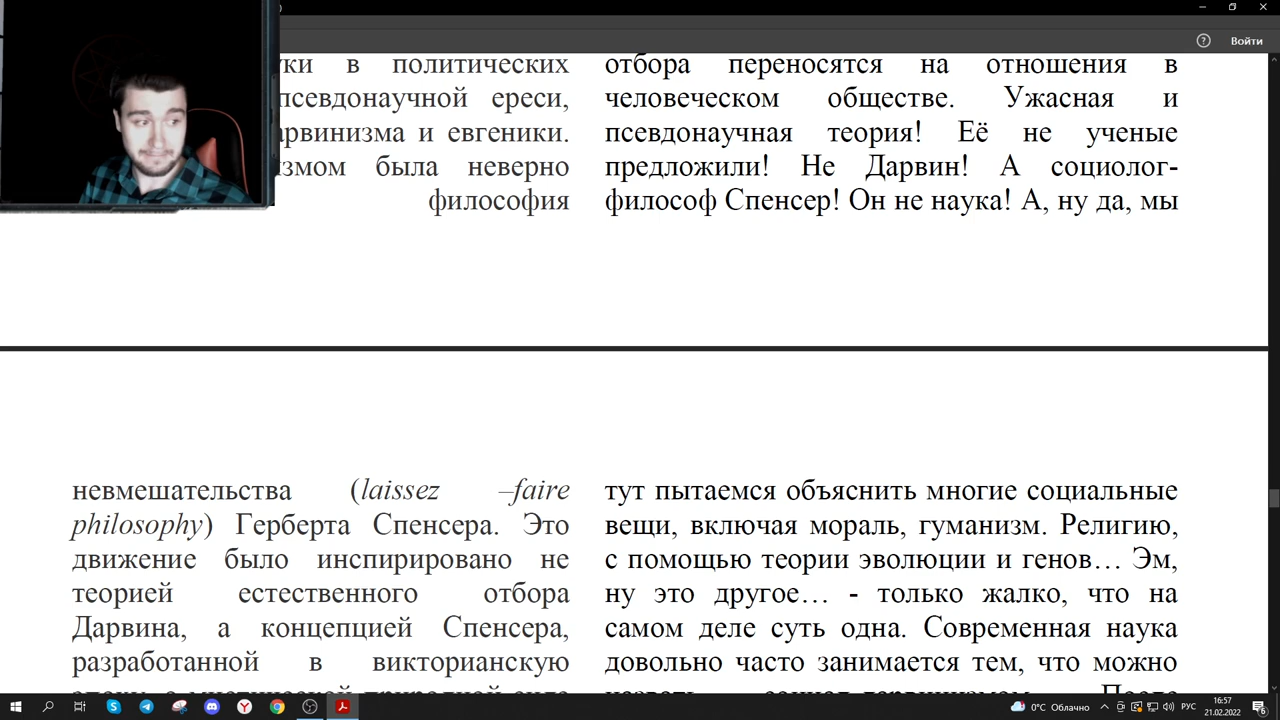 Войти
уки в политических
псевдонаучной ереси,
арвинизма и евгеники.
измом была неверно
философия
невмешательства (laissez –faire
philosophy) Герберта Спенсера. Это
движение было инспирировано не
теорией естественного отбора
Дарвина, а концепцией Спенсера,
разработанной в викторианскую
отбора переносятся на отношения в
человеческом обществе. Ужасная и
псевдонаучная теория! Её не ученые
предложили! Не Дарвин! А социолог-
философ Спенсер! Он не наука! А, ну да, мы
тут пытаемся объяснить многие социальные
вещи, включая мораль, гуманизм. Религию,
с помощью теории эволюции и генов… Эм,
ну это другое… - только жалко, что на
самом деле суть одна. Современная наука
довольно часто занимается тем, что можно
0°C Облачно
РУС
16:57
21.02.2022
6